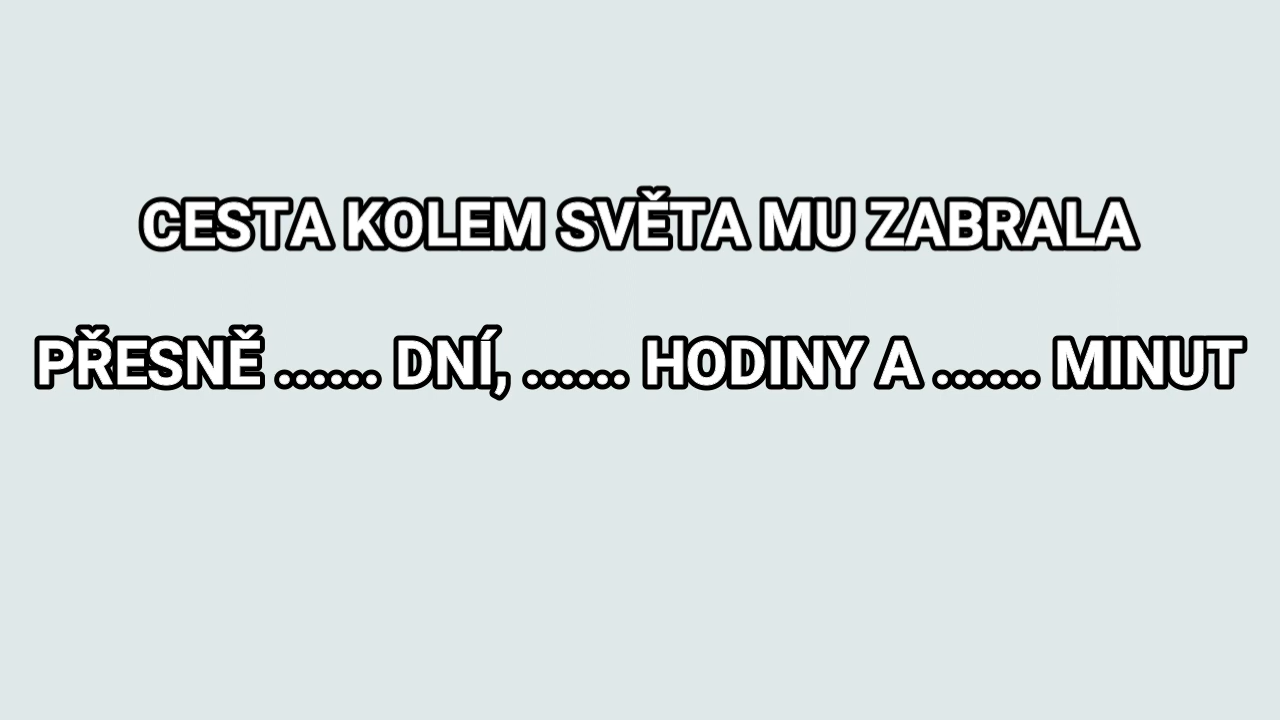 CESTA KOLEM SVĚTA MU ZABRALA
PŘESNĚ ...... DNÍ, ...... HODINY A ...... MINUT